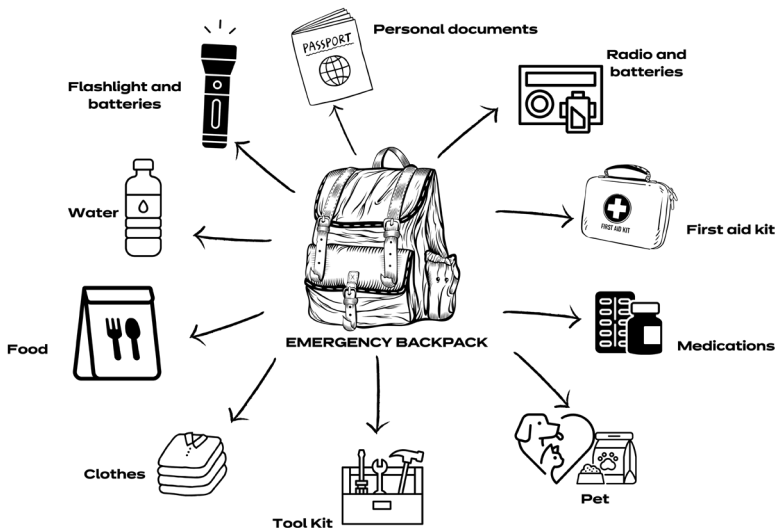 Personal documents
PASSPORT
Radio and
batteries
Flashlight and
batteries
Water
FIRST AID KIT
First aid kit
EMERGENCY BACKPACK
Food
Medications
Clothes
Tool Kit
Pet